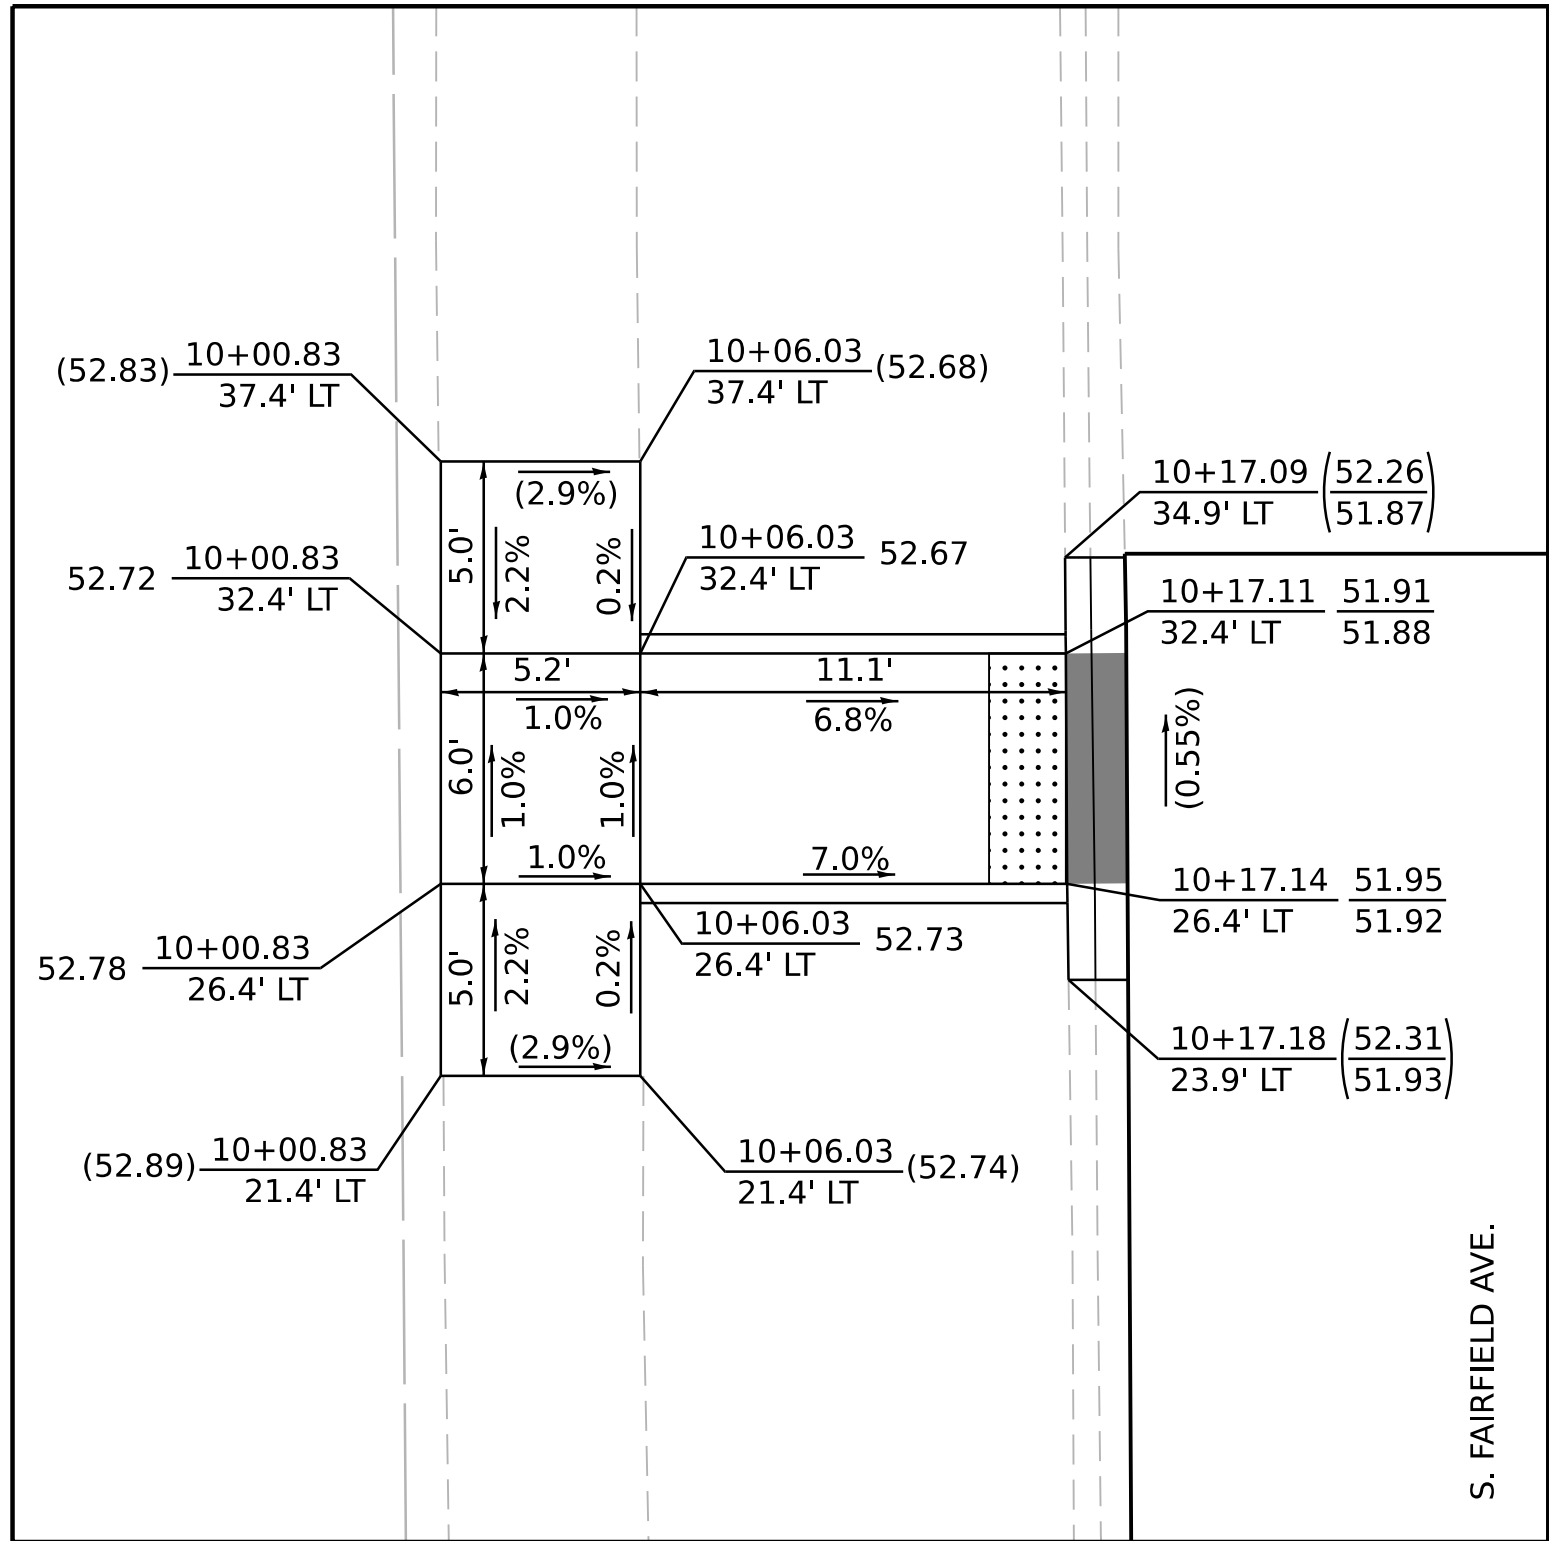 (52.83) 10+00.83
37.4' LT
10+06.03 (52.68)
37.4' LT
(2.9%)
5.0'
2.2%
0.2%
10+17.09 (52.26
34.9' LT 51.87)
10+00.83
52.72
32.4' LT
10+06.03 52.67
32.4' LT
10+17.11 51.91
32.4' LT 51.88
5.2'
11.1'
1.0%
6.8%
6.0'
1.0%
1.0%
(0.55%)
1.0%
7.0%
10+17.14 51.95
26.4' LT 51.92
10+00.83
52.78
26.4' LT
10+06.03 52.73
26.4' LT
5.0'
2.2%
0.2%
(2.9%)
10+17.18 (52.31
23.9' LT 51.93)
(52.89) 10+00.83
21.4' LT
10+06.03 (52.74)
21.4' LT
S. FAIRFIELD AVE.